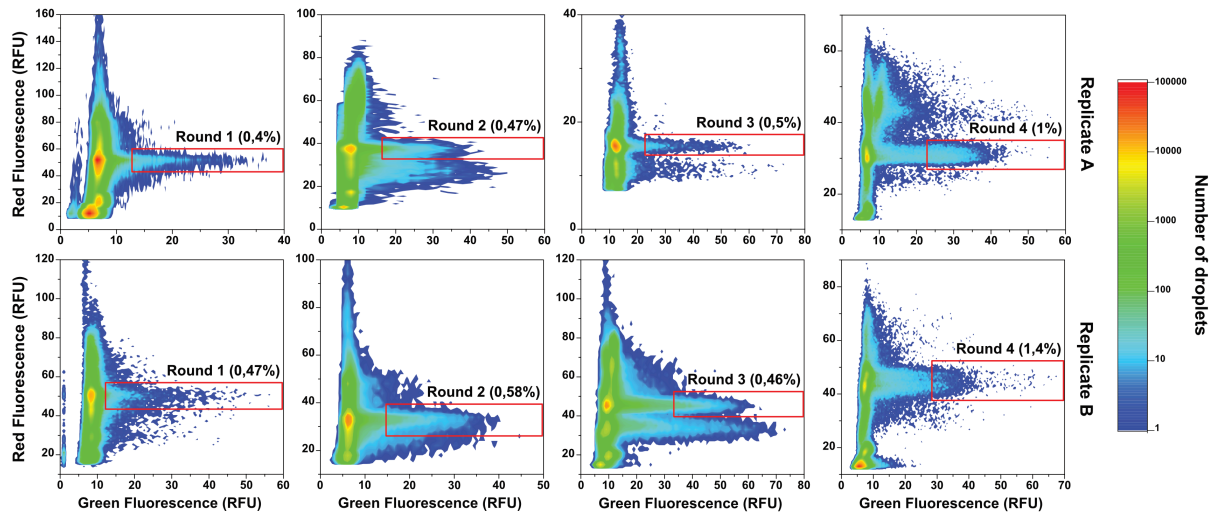 Red Fluorescence (RFU)
160
140
120
100
80
60
40
20
0
0 10 20 30 40
Round 1 (0,4%)
100
80
60
40
20
0
0 10 20 30 40 50 60
Round 2 (0,47%)
40
20
0
0 10 20 30 40 50 60 70 80
Round 3 (0,5%)
60
40
20
0 10 20 30 40 50 60
Round 4 (1%)
Replicate A
Red Fluorescence (RFU)
120
100
80
60
40
20
0 10 20 30 40 50 60
Round 1 (0,47%)
Green Fluorescence (RFU)
100
80
60
40
20
0 10 20 30 40 50
Round 2 (0,58%)
Green Fluorescence (RFU)
120
100
80
60
40
20
0 10 20 30 40 50 60 70 80
Round 3 (0,46%)
Green Fluorescence (RFU)
80
60
40
20
0 10 20 30 40 50 60 70
Round 4 (1,4%)
Green Fluorescence (RFU)
Replicate B
100000
10000
1000
100
10
1
Number of droplets